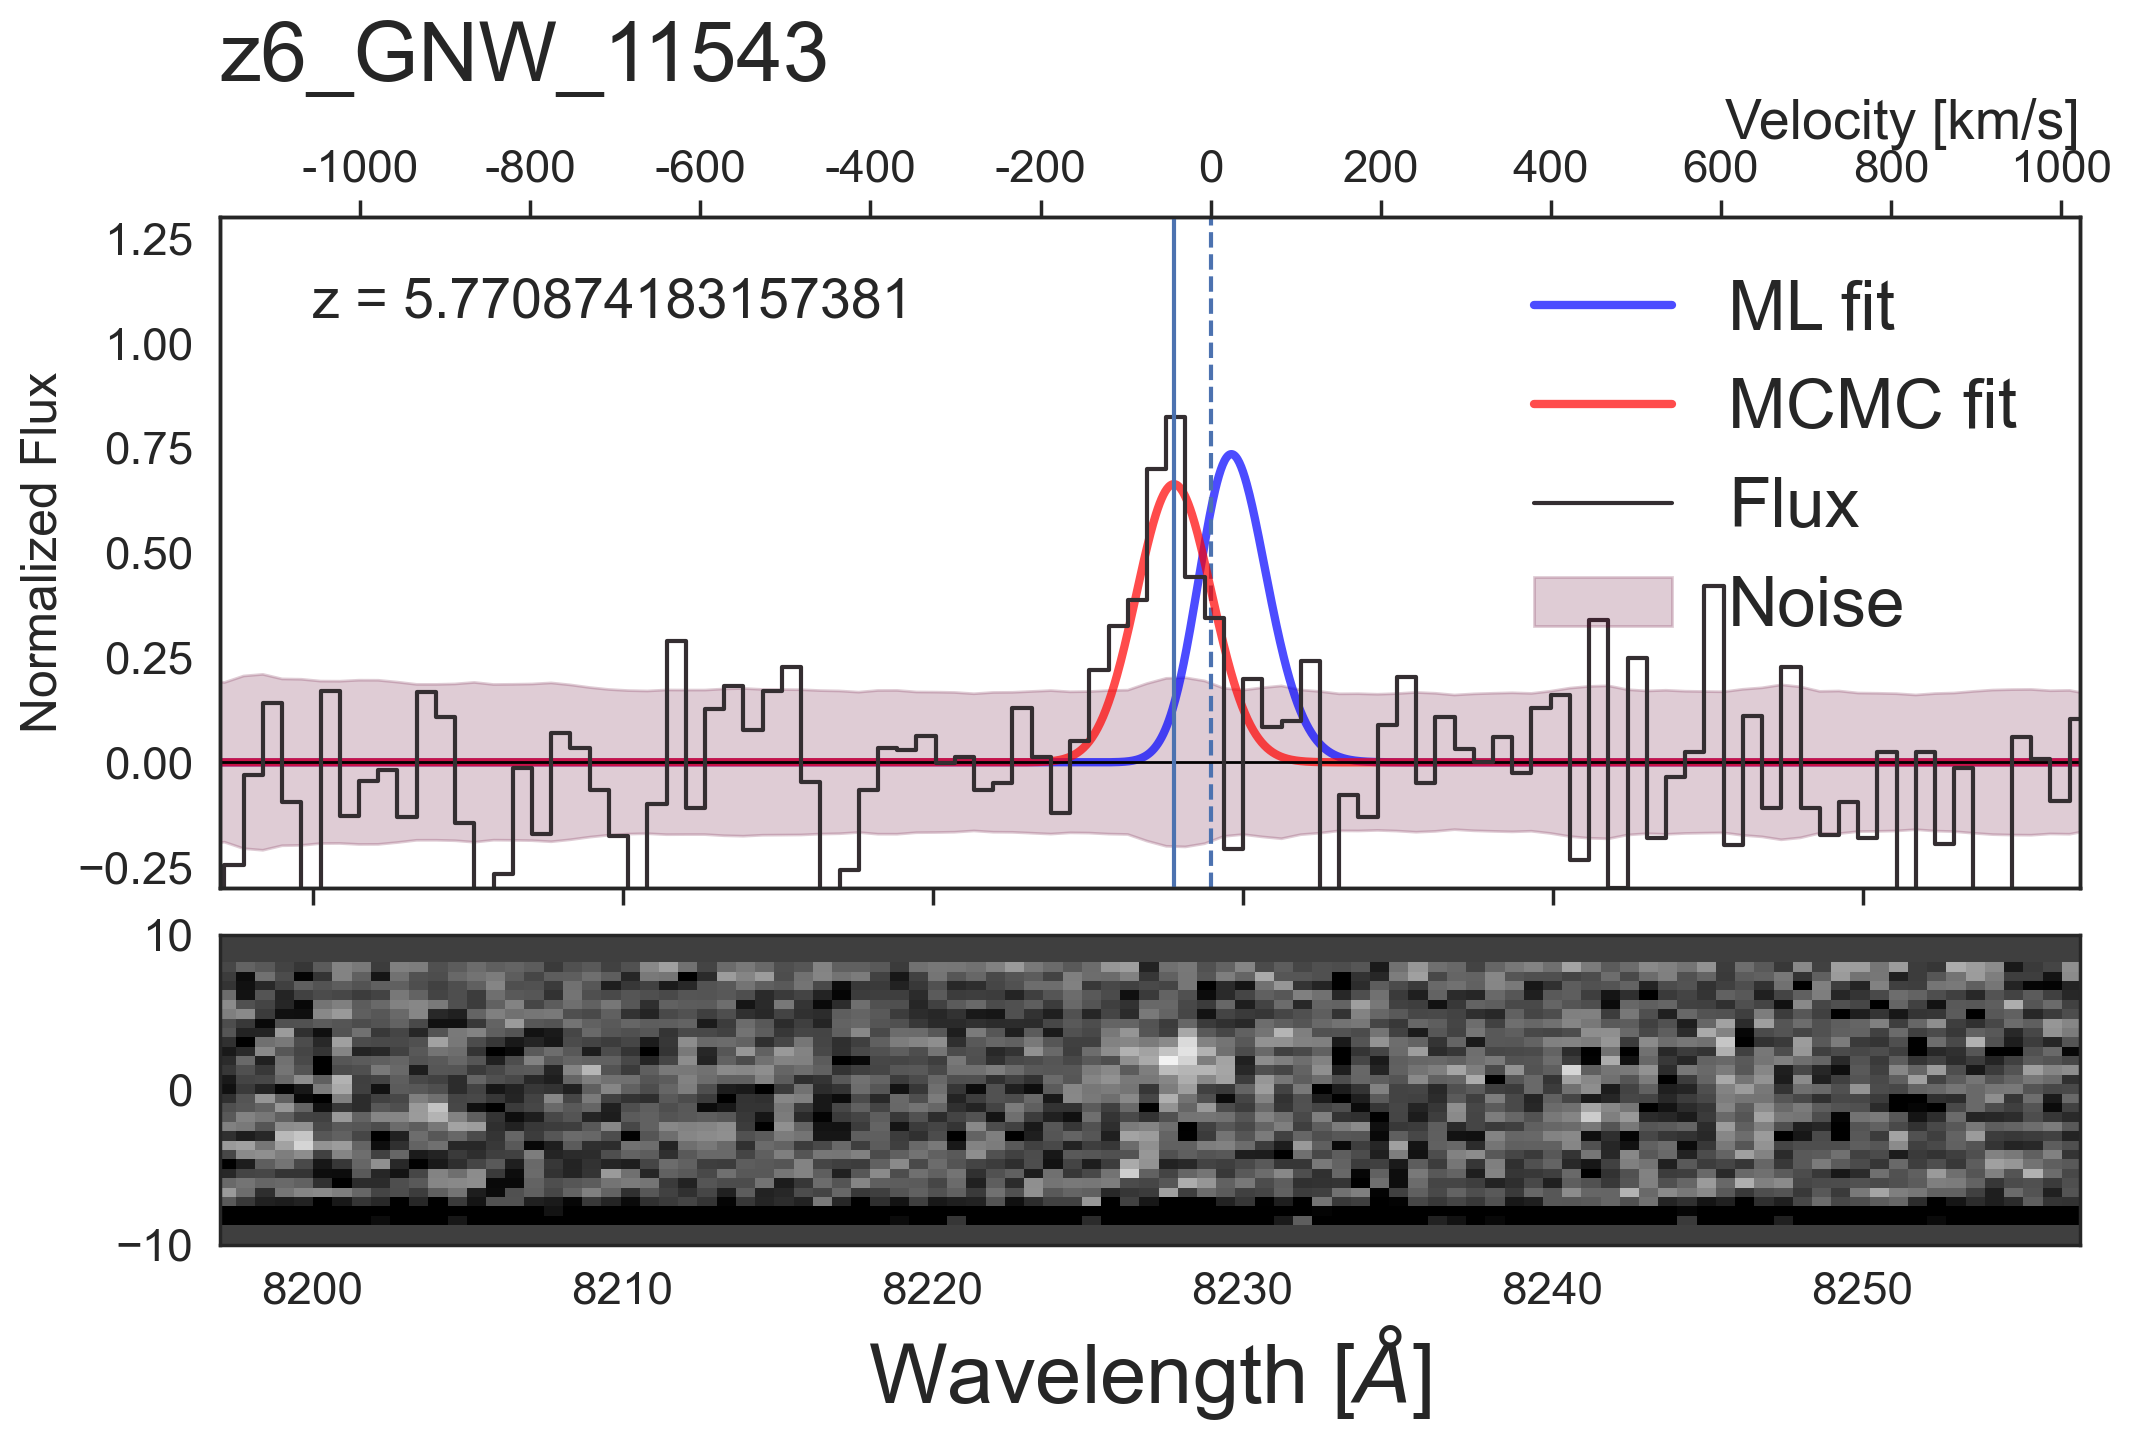 z6_GNW_11543
Velocity [km/s]
-1000 -800 -600 -400 -200 0 200 400 600 800 1000
1.25
1.00
0.75
0.50
0.25
0.00
−0.25
Normalized Flux
z = 5.770874183157381
ML fit
MCMC fit
Flux
Noise
10
0
−10
8200 8210 8220 8230 8240 8250
Wavelength [Å]